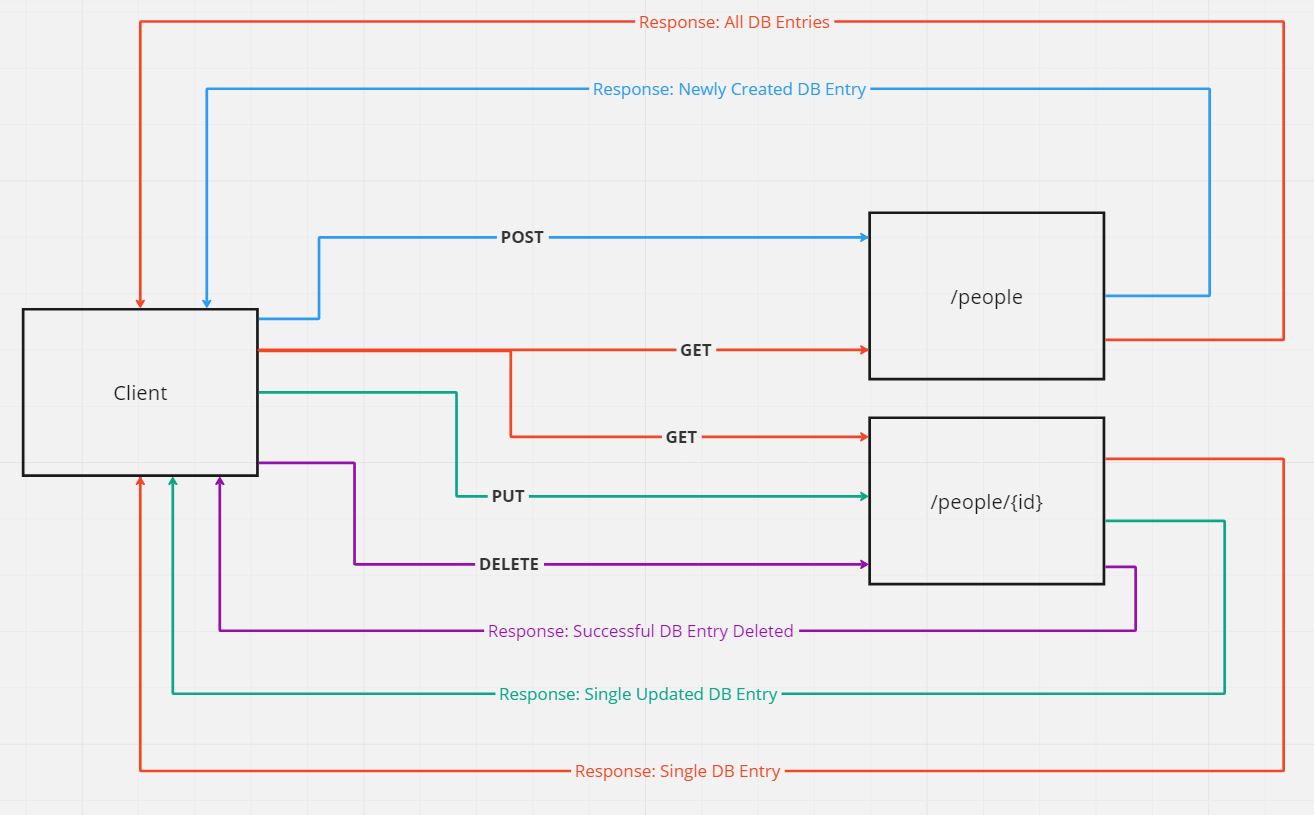 Response: All DB Entries
Response: Newly Created DB Entry
POST
/people
GET
Client
GET
PUT
/people/{id}
DELETE
Response: Successful DB Entry Deleted
Response: Single Updated DB Entry
Response: Single DB Entry